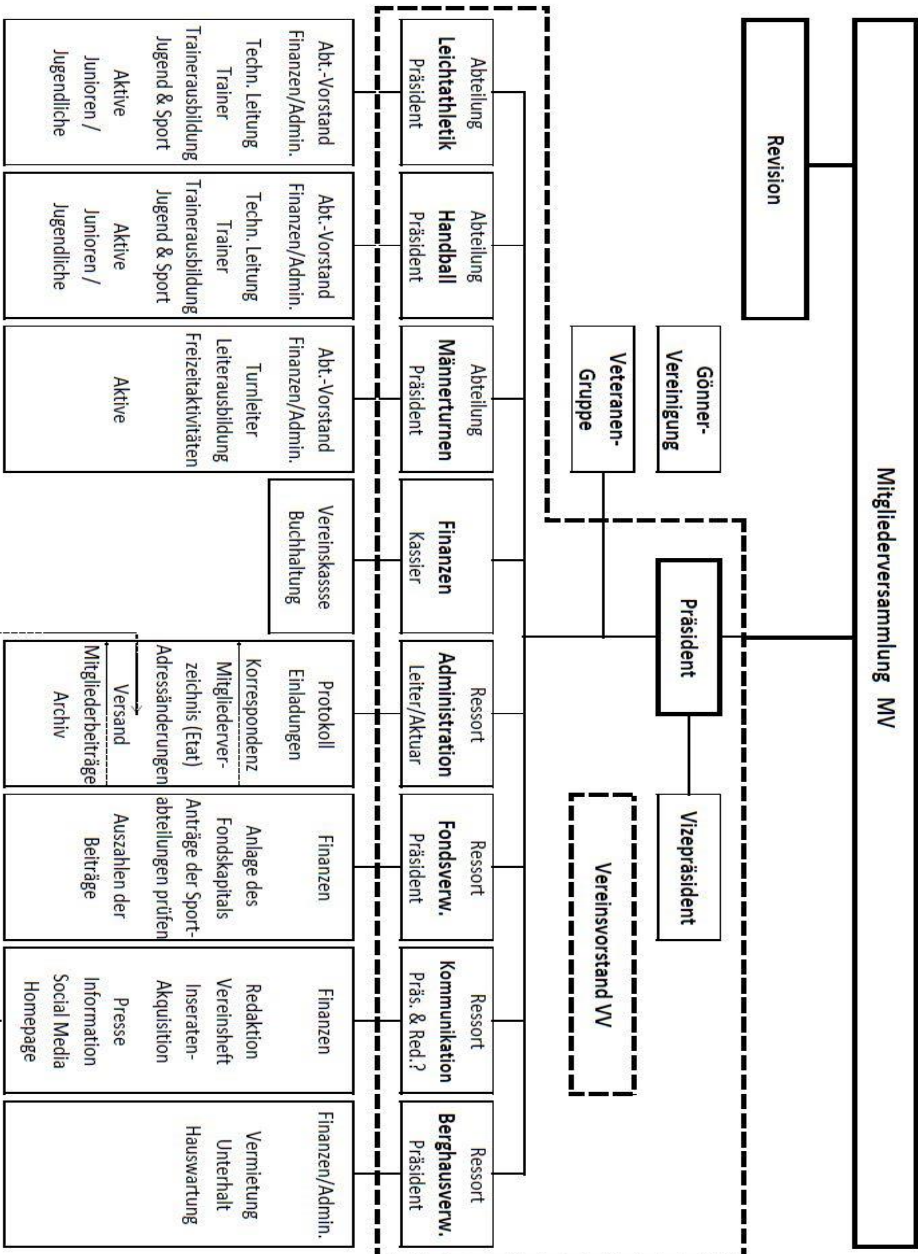 Mitgliederversammlung MV
Revision
Gönner-
Vereinigung
Präsident
Vizepräsident
Veteranen-
Gruppe
Vereinsvorstand VV
Abteilung
Leichtathletik
Präsident
Abteilung
Handball
Präsident
Abteilung
Männerturnen
Präsident
Finanzen
Kassier
Ressort
Administration
Leiter/Aktuar
Ressort
Fondsverw.
Präsident
Ressort
Kommunikation
Präs. & Red.?
Ressort
Berghausverw.
Präsident
Abt.-Vorstand
Finanzen/Admin.
Techn. Leitung
Trainer
Trainerausbildung
Jugend & Sport
Aktive
Junioren /
Jugendliche
Abt.-Vorstand
Finanzen/Admin.
Techn. Leitung
Trainer
Trainerausbildung
Jugend & Sport
Aktive
Junioren /
Jugendliche
Abt.-Vorstand
Finanzen/Admin.
Turnleiter
Leiterausbildung
Freizeitaktivitäten
Aktive
Vereinskassse
Buchhaltung
Protokoll
Einladungen
Korrespondenz
Mitgliederver-
zeichnis (Etat)
Adressänderungen
Versand
Mitgliederbeiträge
Archiv
Finanzen
Anlage des
Fondskapitals
Anträge der Sport-
abteilungen prüfen
Auszahlen der
Beiträge
Finanzen
Redaktion
Vereinsheft
Inseraten-
Akquisition
Presse
Information
Social Media
Homepage
Finanzen/Admin.
Vermietung
Unterhalt
Hauswartung